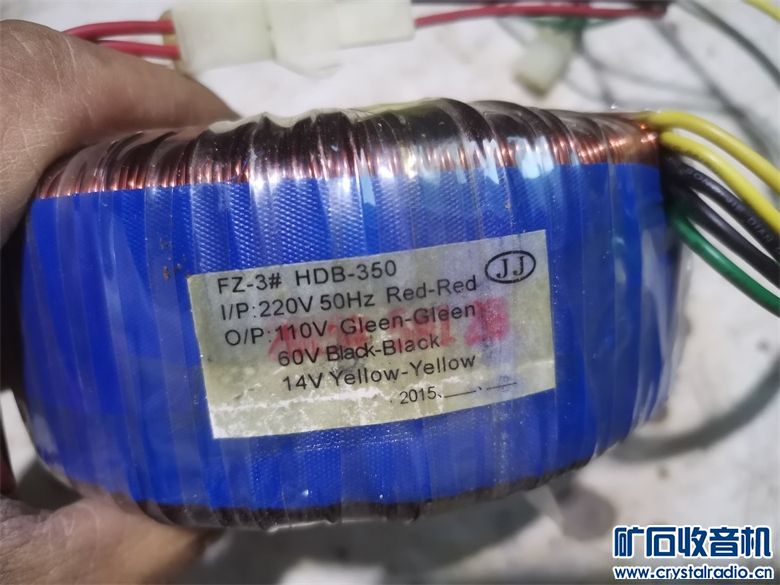 FZ-3# HDB-350
JJ
I/P:220V 50Hz Red-Red
O/P:110V Gleen-Gleen
60V Black-Black
14V Yellow-Yellow
2015.
矿石收音机
www.crystalradio.cn